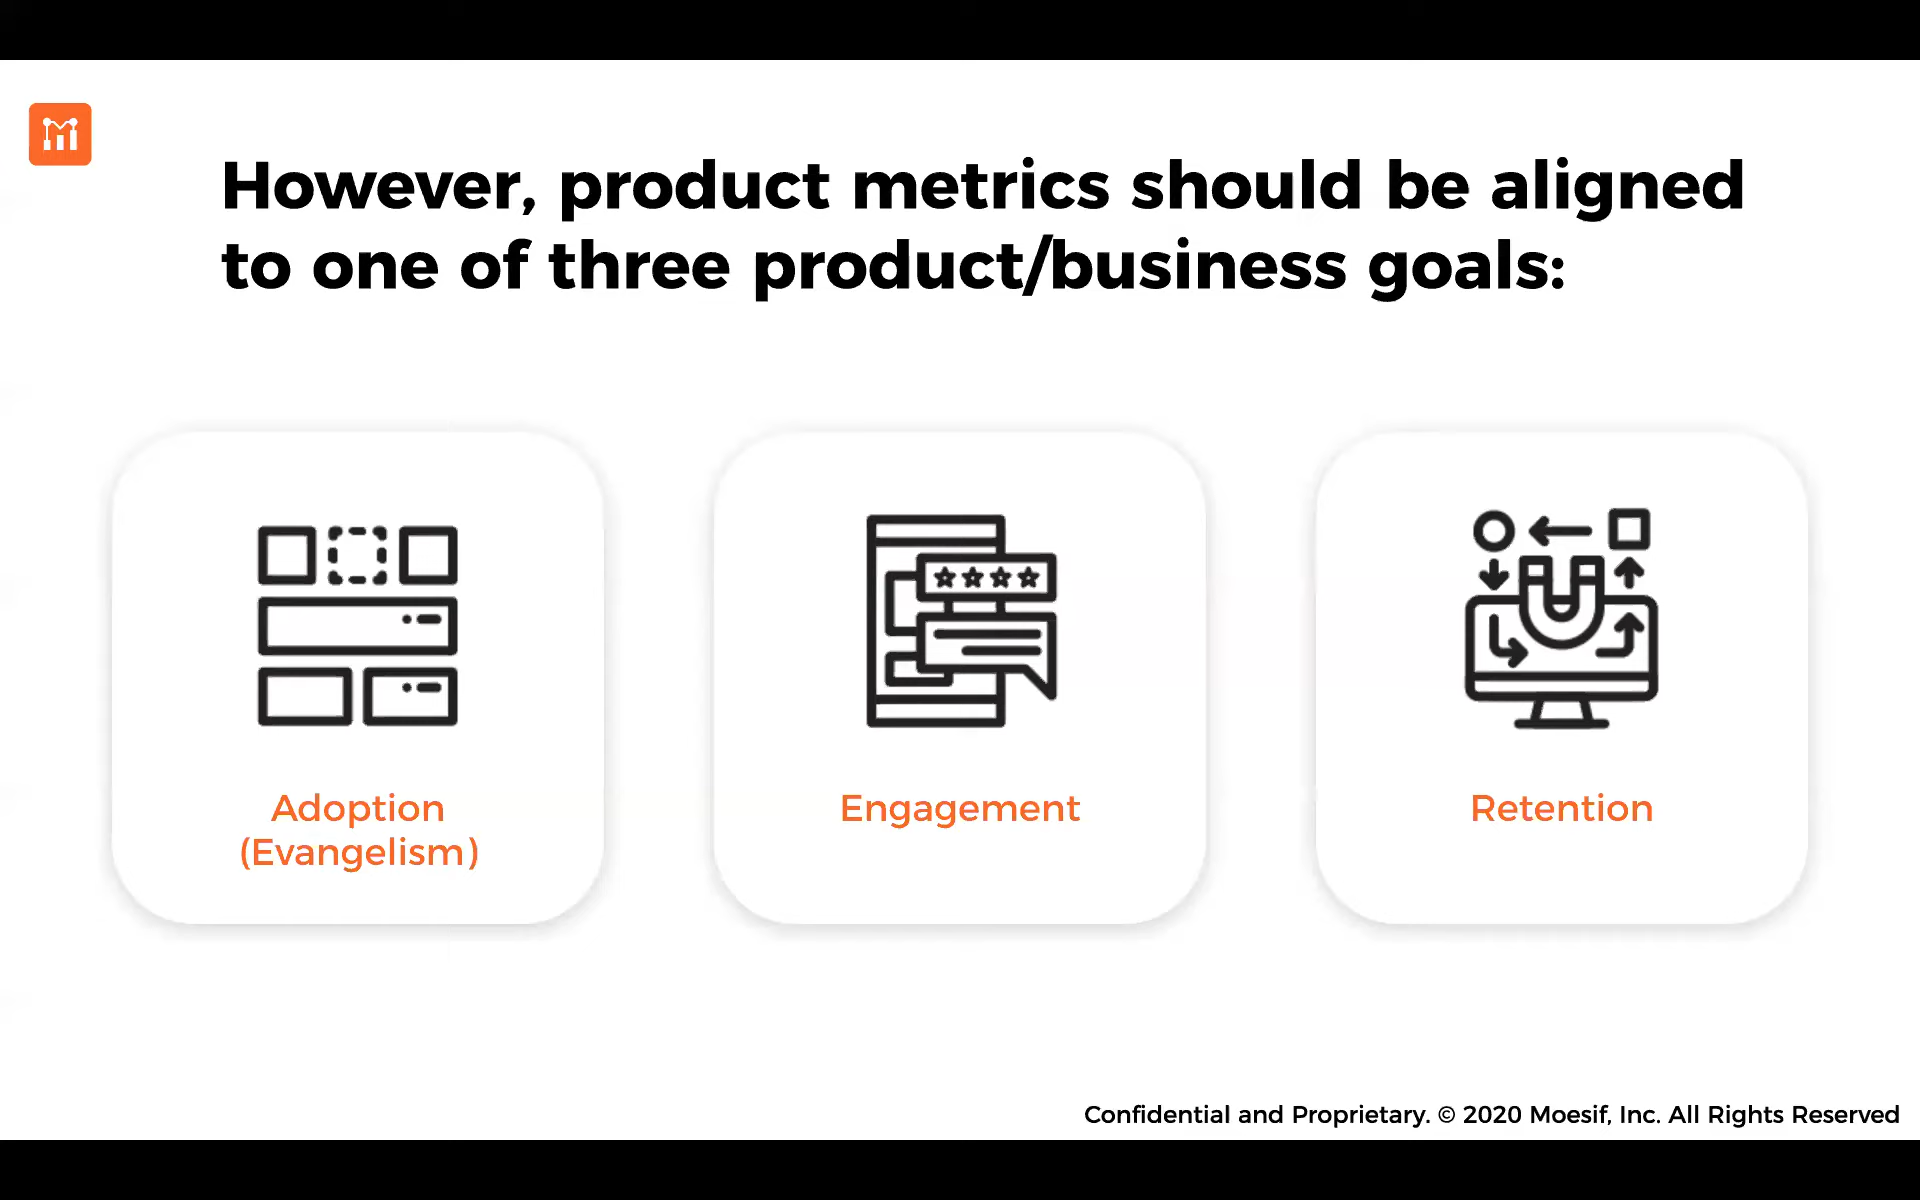 However, product metrics should be aligned
to one of three product/business goals:
Adoption
(Evangelism)
Engagement
Retention
Confidential and Proprietary. © 2020 Moesif, Inc. All Rights Reserved